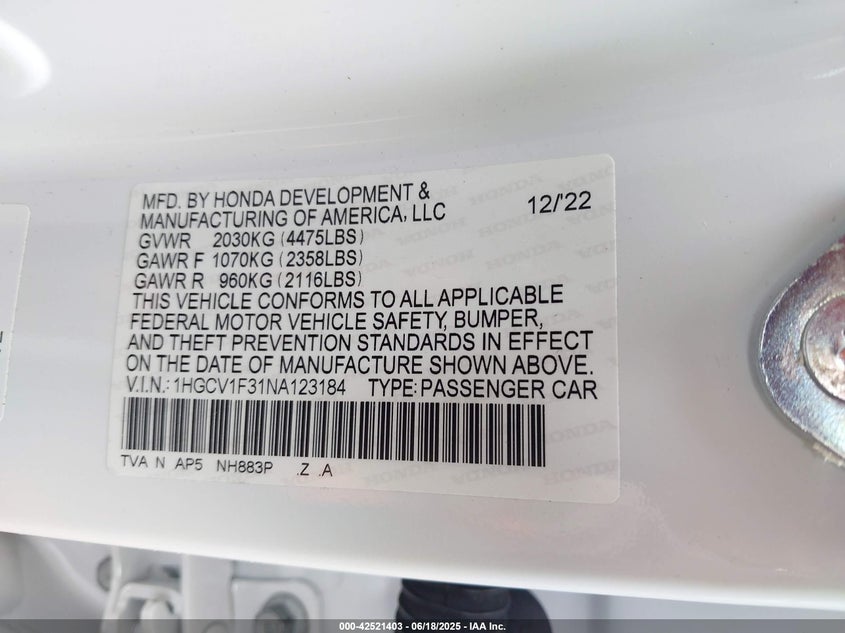 MFD. BY HONDA DEVELOPMENT &
MANUFACTURING OF AMERICA, LLC 12/22
GVWR 2030KG (4475LBS)
GAWR F 1070KG (2358LBS)
GAWR R 960KG (2116LBS)
THIS VEHICLE CONFORMS TO ALL APPLICABLE
FEDERAL MOTOR VEHICLE SAFETY, BUMPER,
AND THEFT PREVENTION STANDARDS IN EFFECT
ON THE DATE OF MANUFACTURE SHOWN ABOVE.
V.I.N.: 1HGCV1F31NA123184 TYPE: PASSENGER CAR
TVA N AP5 NH883P .Z .A
000-42521403 - 06/18/2025 - IAA Inc.